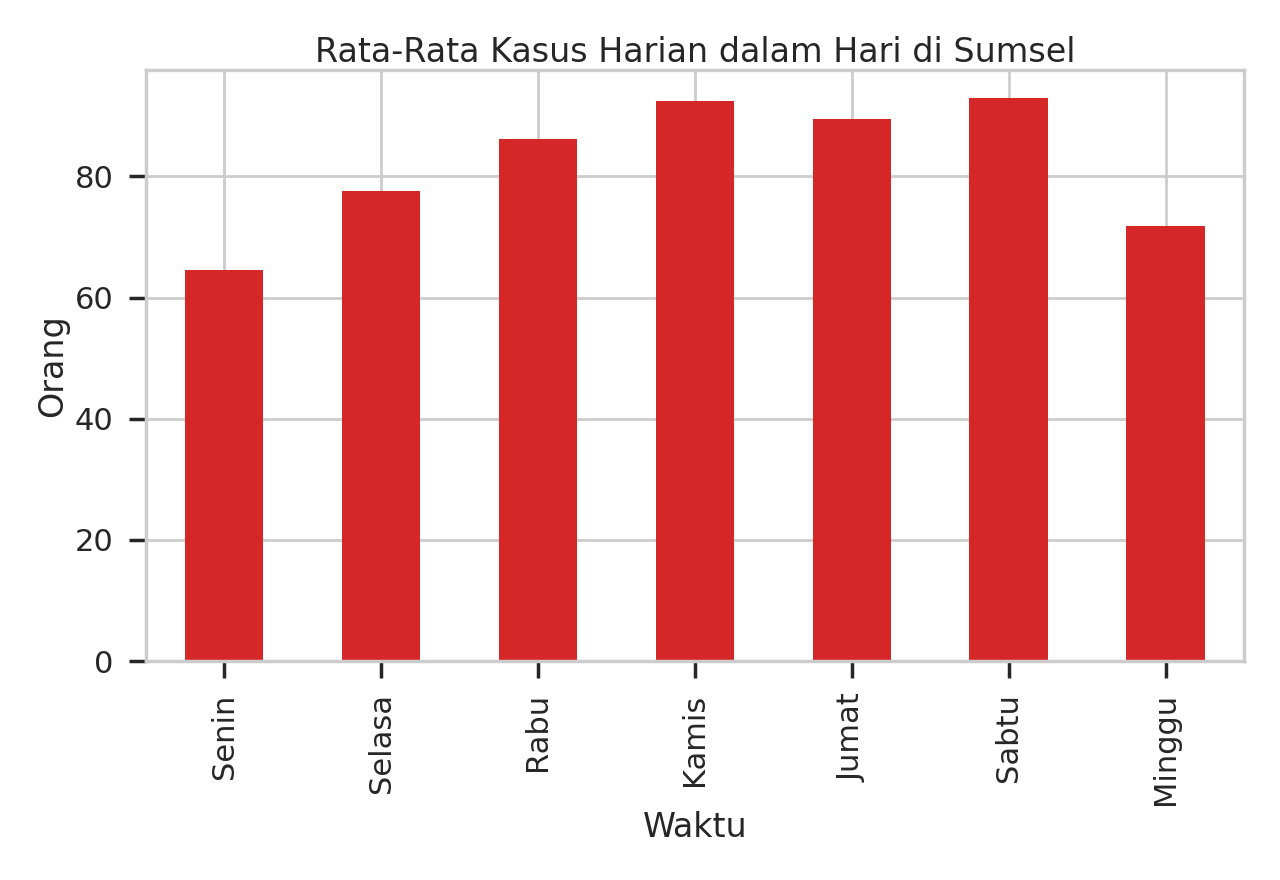 Rata-Rata Kasus Harian dalam Hari di Sumsel
Orang
80
60
40
20
0
Senin
Selasa
Rabu
Kamis
Jumat
Sabtu
Minggu
Waktu